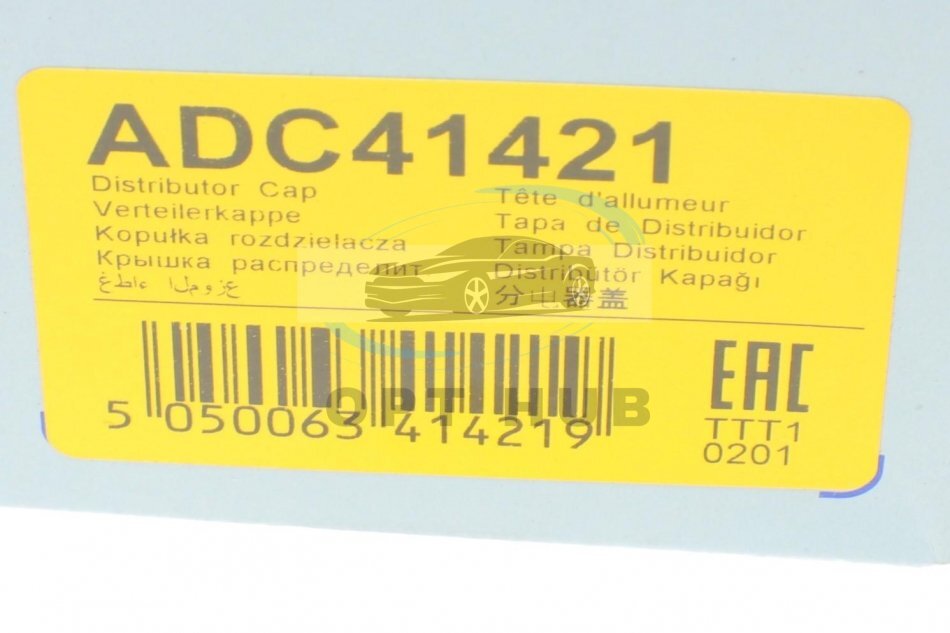 ADC41421
Distributor Cap
Verteilerkappe
Kopułka rozdzielacza
Крышка распределит
غطاء الموزع
Tête d'allumeur
Tapa de Distribuidor
Tampa Distribuidor
Distribütör Kapağı
分电器盖
5 050063 414219
EAC
TTT1
0201
OPTI HUB